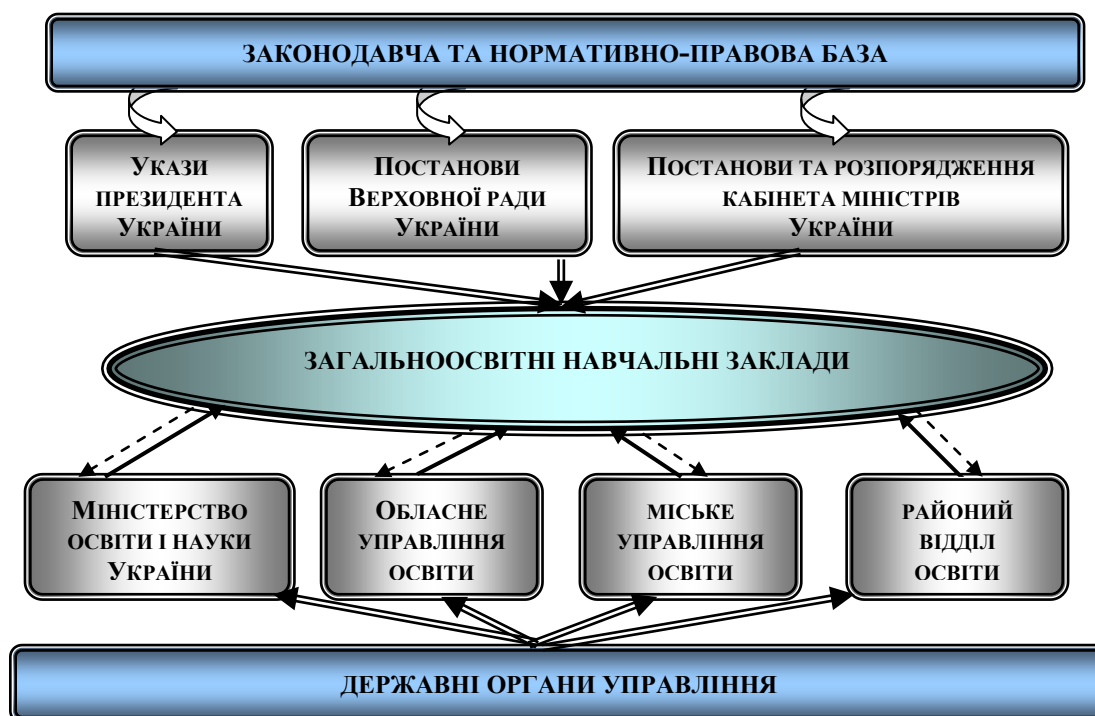 ЗАКОНОДАВЧА ТА НОРМАТИВНО-ПРАВОВА БАЗА
УКАЗИ
ПРЕЗИДЕНТА
УКРАЇНИ
ПОСТАНОВИ
ВЕРХОВНОЇ РАДИ
УКРАЇНИ
ПОСТАНОВИ ТА РОЗПОРЯДЖЕННЯ
КАБІНЕТА МІНІСТРІВ
УКРАЇНИ
ЗАГАЛЬНООСВІТНІ НАВЧАЛЬНІ ЗАКЛАДИ
МІНІСТЕРСТВО
ОСВІТИ І НАУКИ
УКРАЇНИ
ОБЛАСНЕ
УПРАВЛІННЯ
ОСВІТИ
МІСЬКЕ
УПРАВЛІННЯ
ОСВІТИ
РАЙОНИЙ
ВІДДІЛ
ОСВІТИ
ДЕРЖАВНІ ОРГАНИ УПРАВЛІННЯ